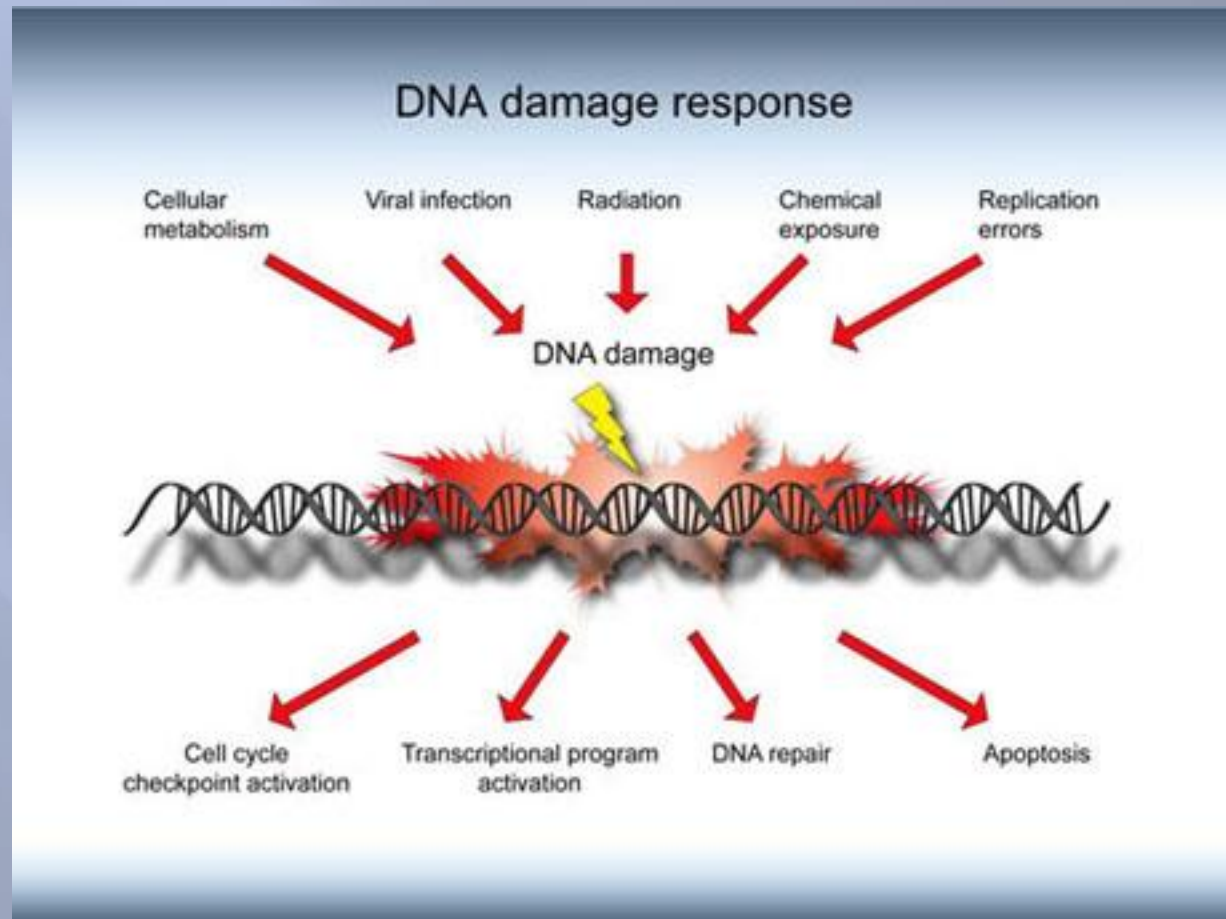 DNA damage response
Cellular
metabolism
Viral infection
Radiation
Chemical
exposure
Replication
errors
DNA damage
Cell cycle
checkpoint activation
Transcriptional program
activation
DNA repair
Apoptosis